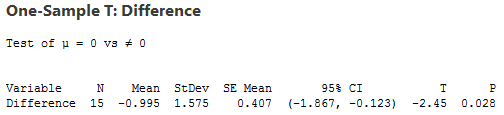 One-Sample T: Difference
Test of μ = 0 vs ≠ 0
Variable N Mean StDev SE Mean 95% CI T P
Difference 15 -0.995 1.575 0.407 (-1.867, -0.123) -2.45 0.028